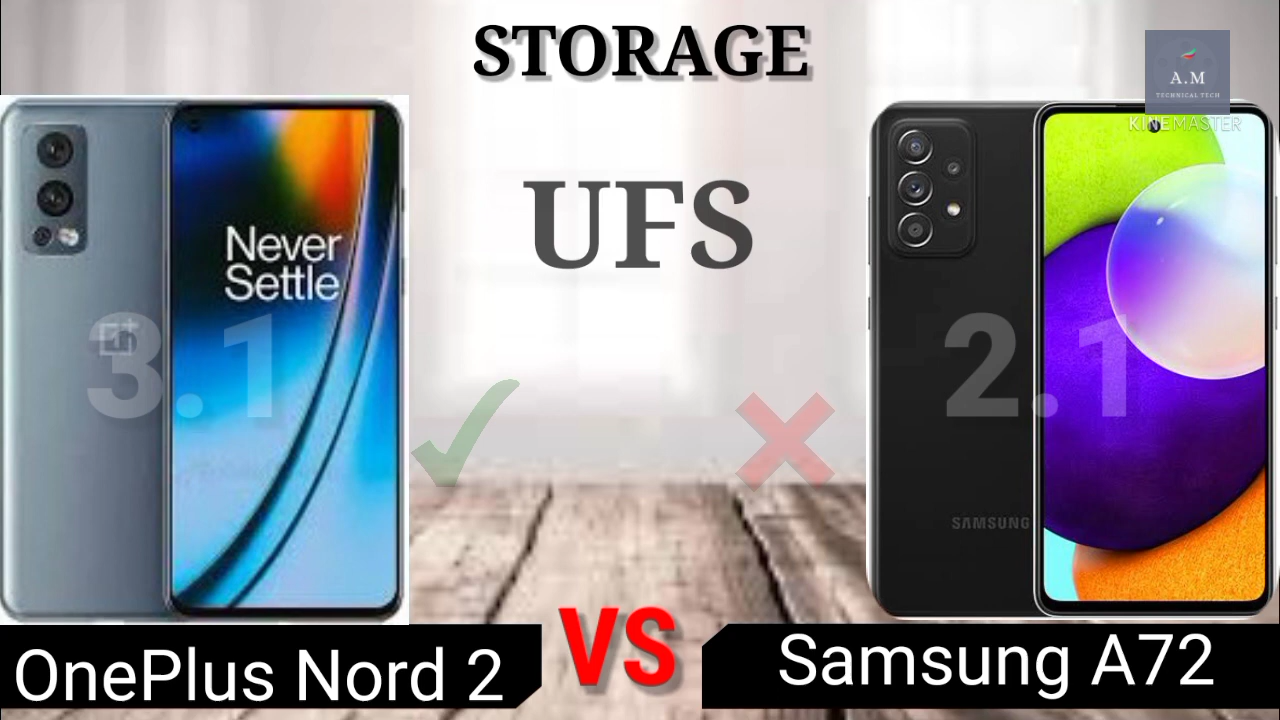 STORAGE
A.M
TECHNICAL TECH
KINEMASTER
UFS
Never
Settle
3.1
2.1
SAMSUNG
VS
OnePlus Nord 2
Samsung A72